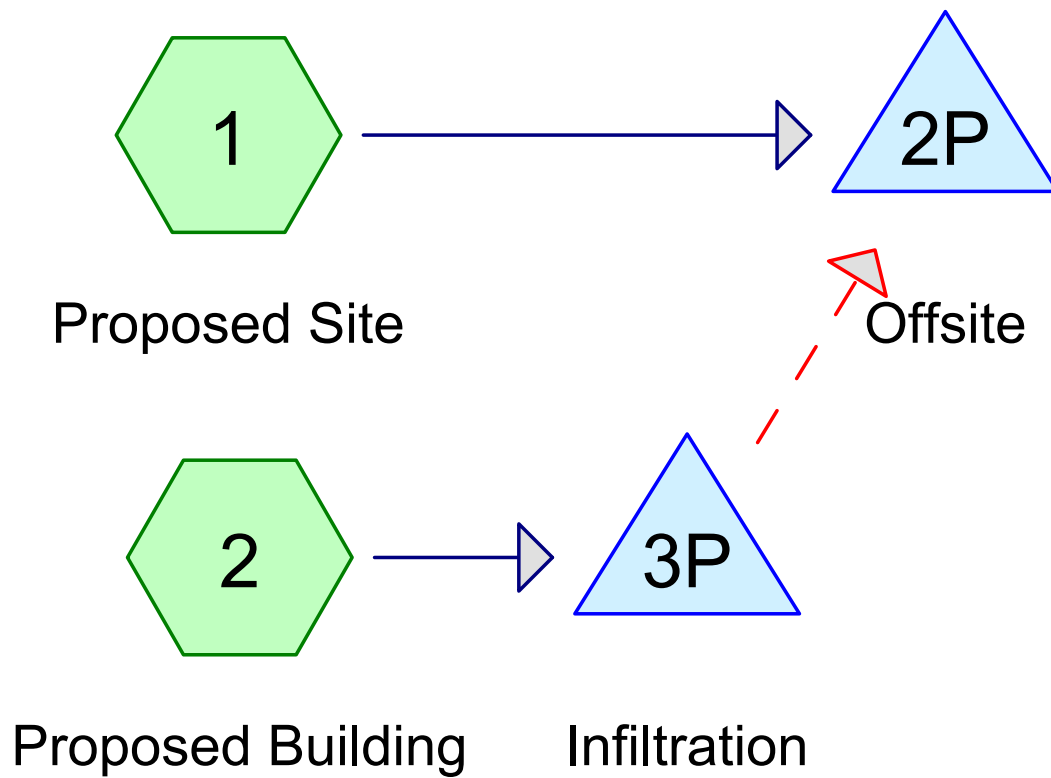 1
2P
Proposed Site
Offsite
2
3P
Proposed Building
Infiltration